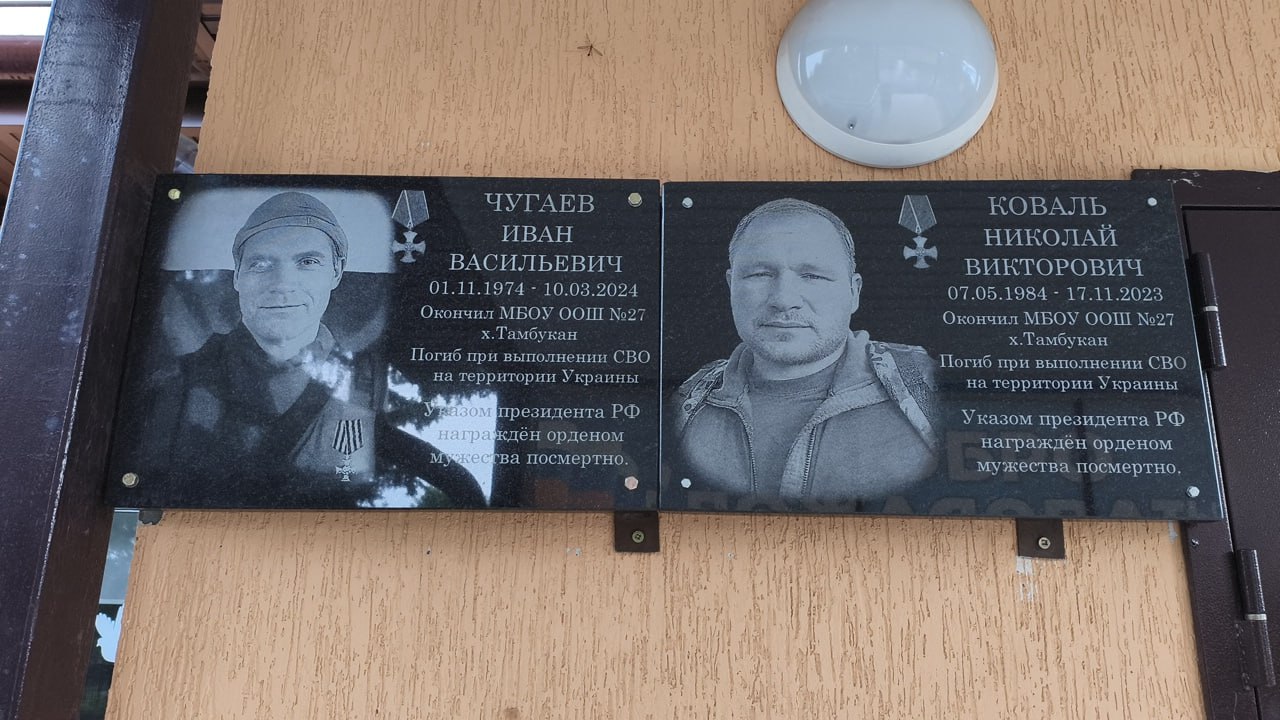 ЧУГАЕВ
ИВАН
ВАСИЛЬЕВИЧ
01.11.1974 - 10.03.2024
Окончил МБОУ ООШ №27
х.Тамбукан
Погиб при выполнении СВО
на территории Украины
Указом президента РФ
награждён орденом
мужества посмертно.
КОВАЛЬ
НИКОЛАЙ
ВИКТОРОВИЧ
07.05.1984 - 17.11.2023
Окончил МБОУ ООШ №27
х.Тамбукан
Погиб при выполнении СВО
на территории Украины
Указом президента РФ
награждён орденом
мужества посмертно.